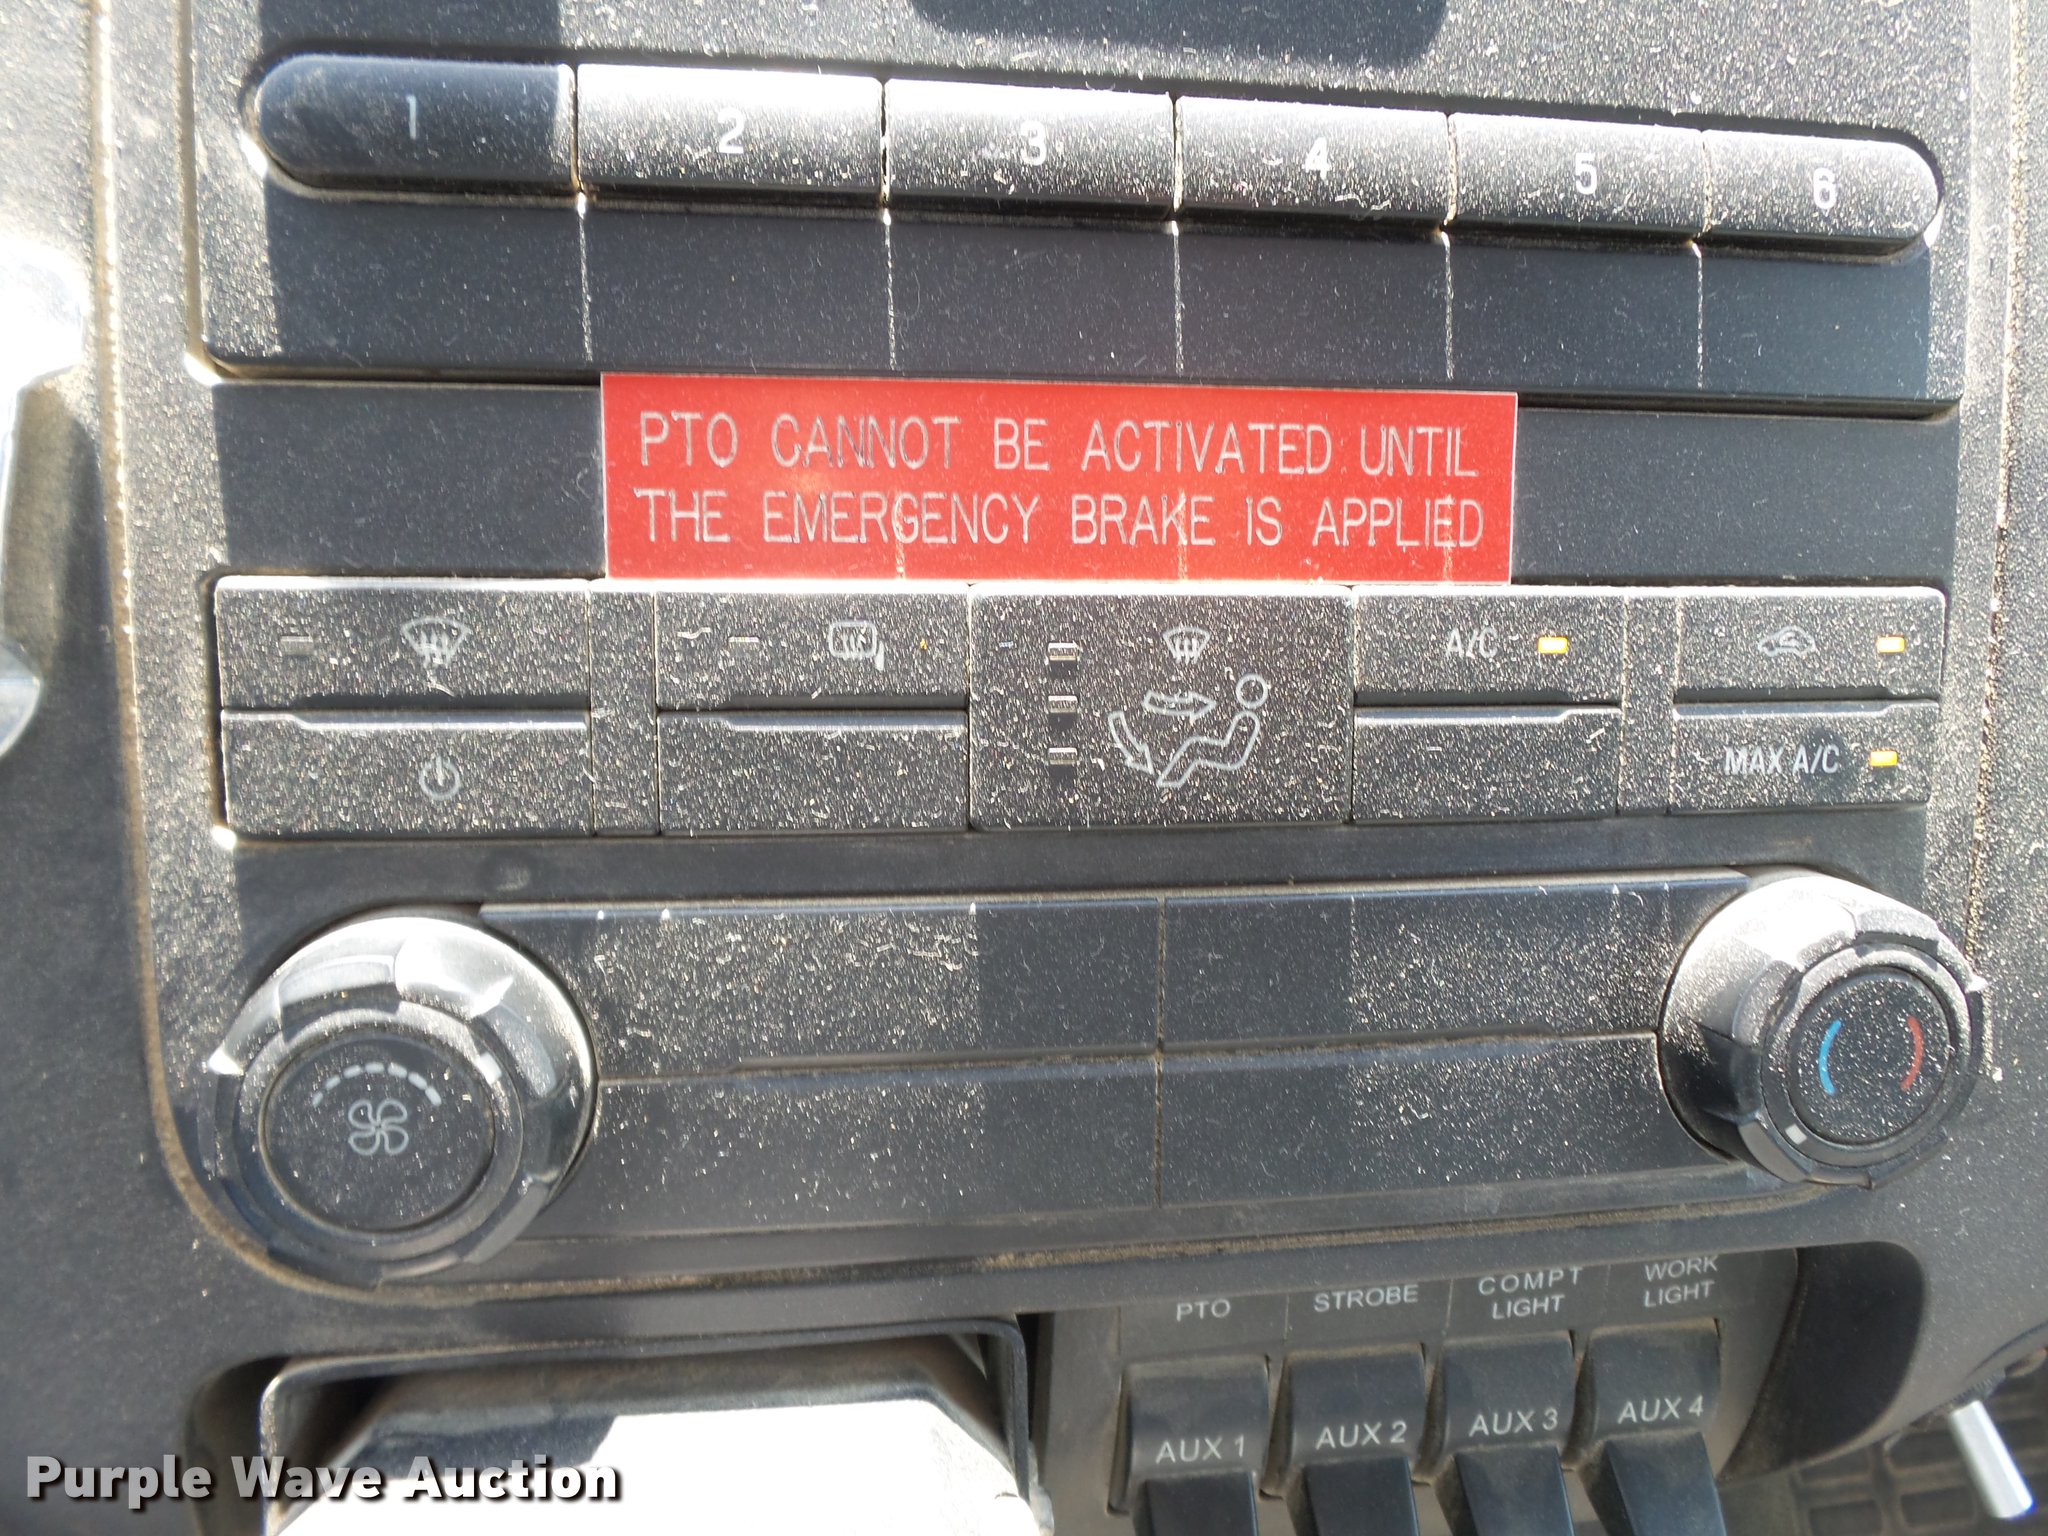 1 2 3 4 5 6
PTO CANNOT BE ACTIVATED UNTIL
THE EMERGENCY BRAKE IS APPLIED
A/C
MAX A/C
PTO
STROBE
COMPT
LIGHT
WORK
LIGHT
AUX 1
AUX 2
AUX 3
AUX 4
Purple Wave Auction